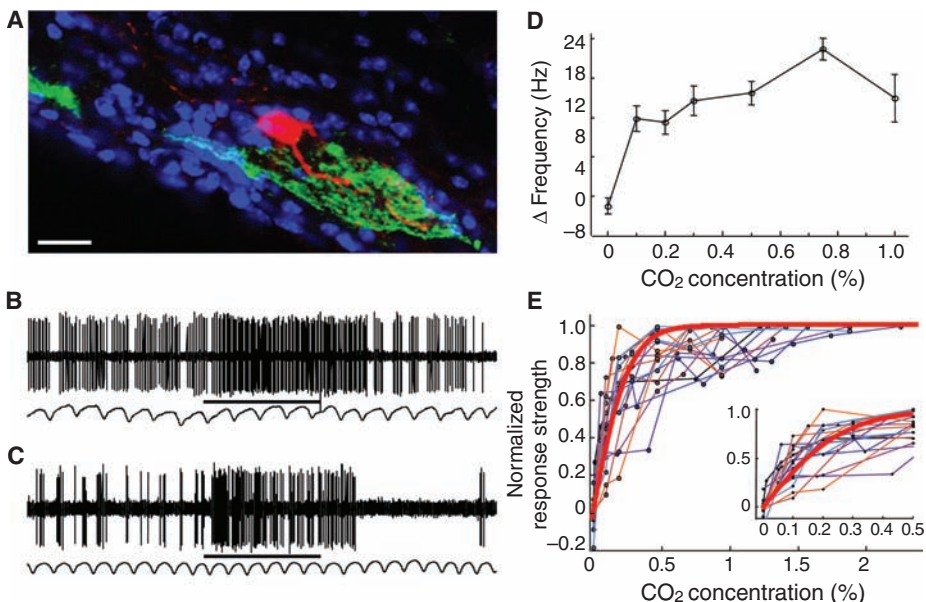 A
B
C
D
24
18
12
8
4
0
–8
Δ Frequency (Hz)
0 0.2 0.4 0.6 0.8 1.0
CO2 concentration (%)
E
1.0
0.8
0.6
0.4
0.2
0
–0.2
Normalized
response strength
1.0
0.5
0
0 0.1 0.2 0.3 0.4 0.5
0 0.5 1 1.5 2
CO2 concentration (%)